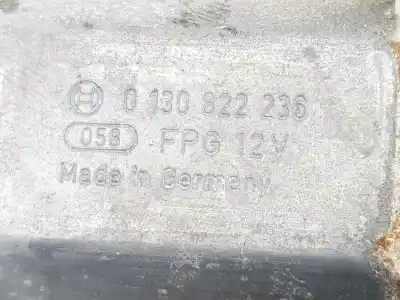 0 130 822 236
058 FPG 12V
Made in Germany